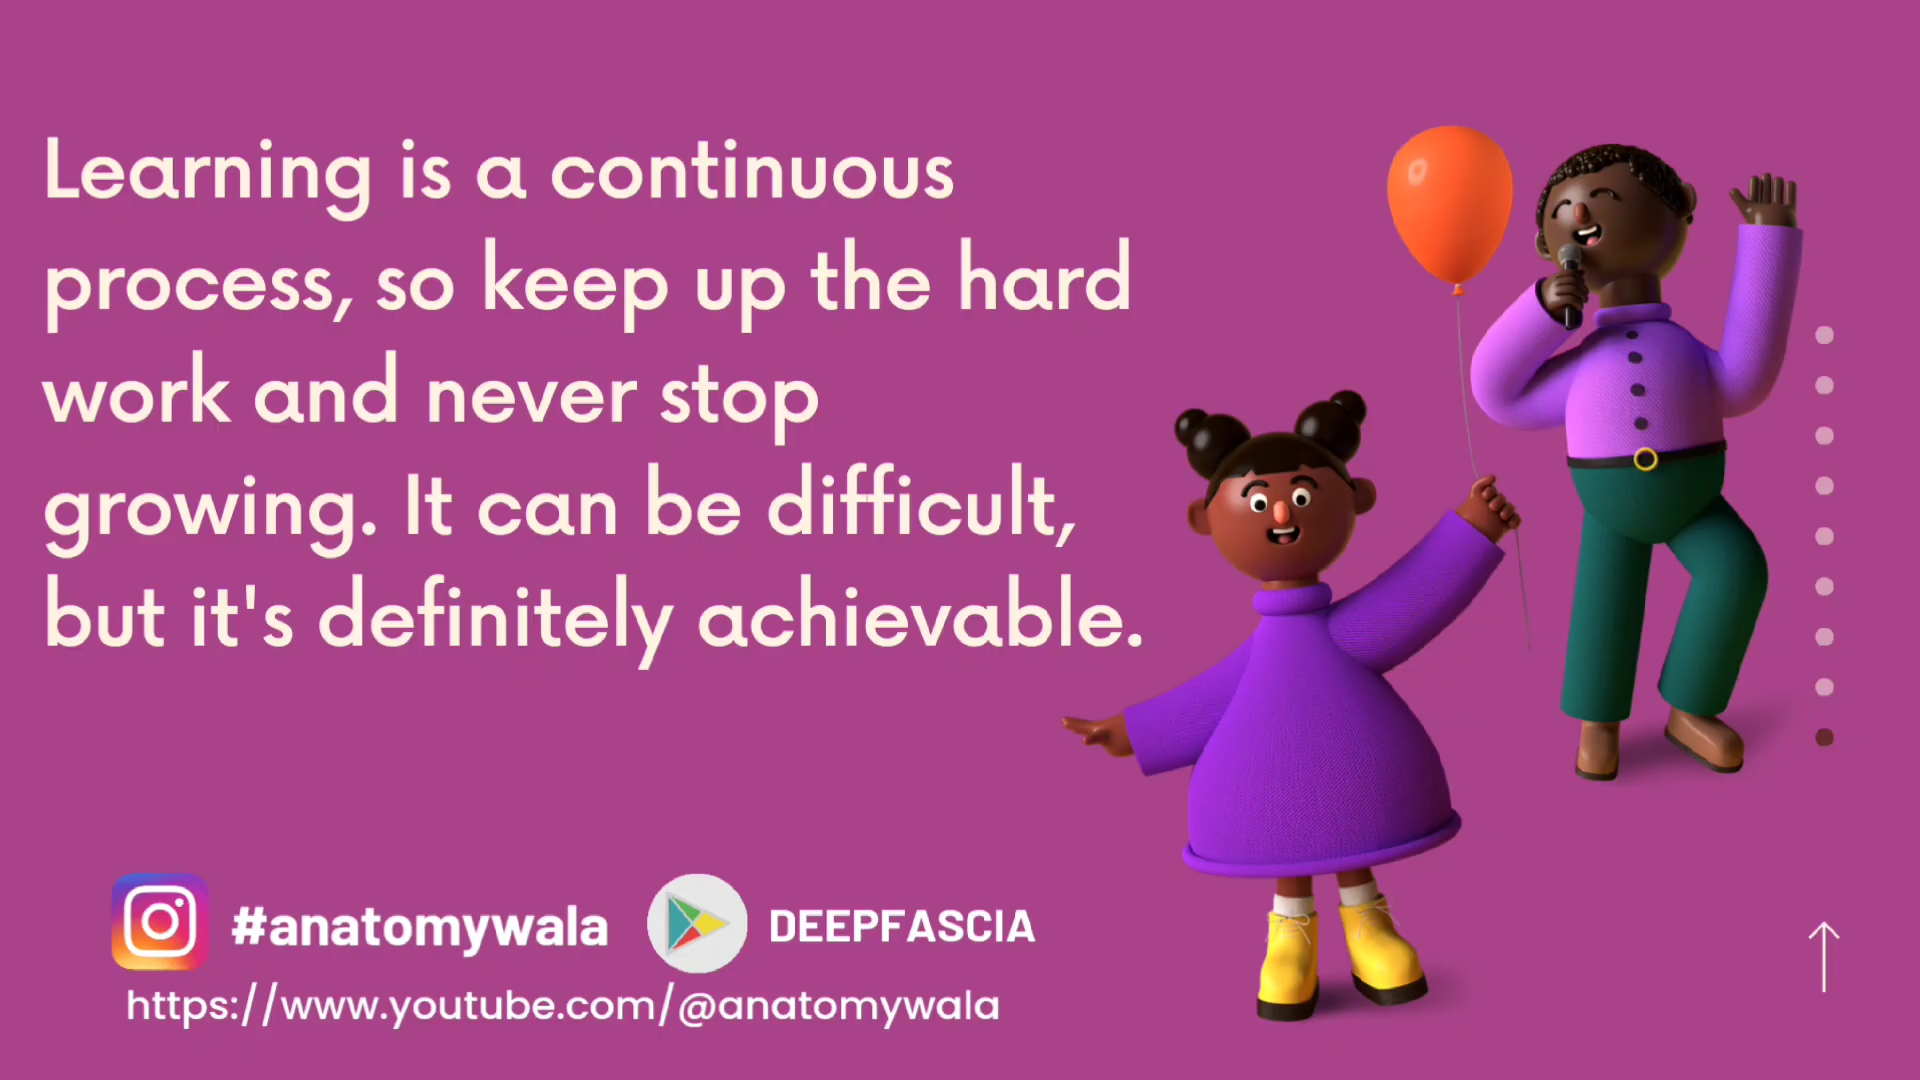 Learning is a continuous
process, so keep up the hard
work and never stop
growing. It can be difficult,
but it's definitely achievable.
#anatomywala
DEEPFASCIA
https://www.youtube.com/@anatomywala